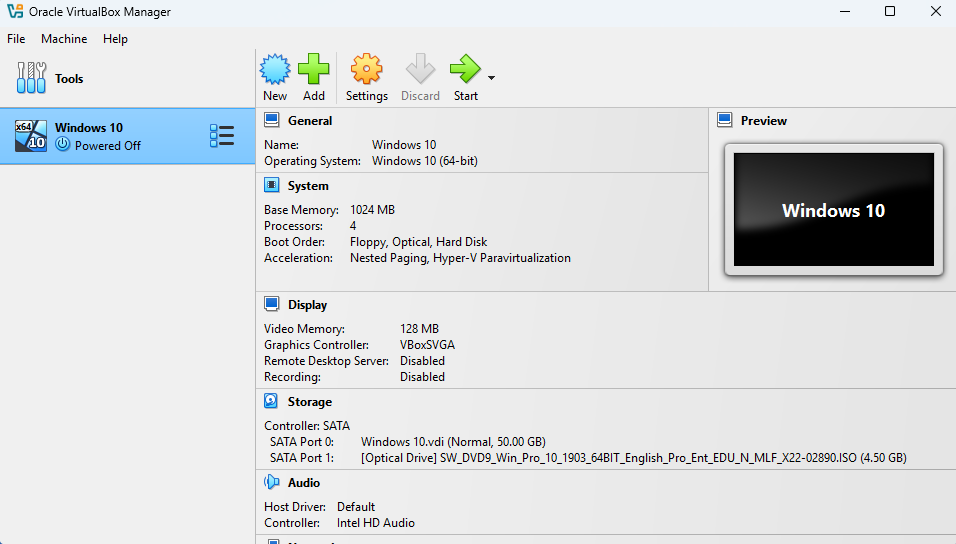 Oracle VirtualBox Manager
File Machine Help
Tools
New Add Settings Discard Start
x64
10
Windows 10
Powered Off
General
Name: Windows 10
Operating System: Windows 10 (64-bit)
Preview
Windows 10
System
Base Memory: 1024 MB
Processors: 4
Boot Order: Floppy, Optical, Hard Disk
Acceleration: Nested Paging, Hyper-V Paravirtualization
Display
Video Memory: 128 MB
Graphics Controller: VBoxSVGA
Remote Desktop Server: Disabled
Recording: Disabled
Storage
Controller: SATA
SATA Port 0: Windows 10.vdi (Normal, 50.00 GB)
SATA Port 1: [Optical Drive] SW_DVD9_Win_Pro_10_1903_64BIT_English_Pro_Ent_EDU_N_MLF_X22-02890.ISO (4.50 GB)
Audio
Host Driver: Default
Controller: Intel HD Audio